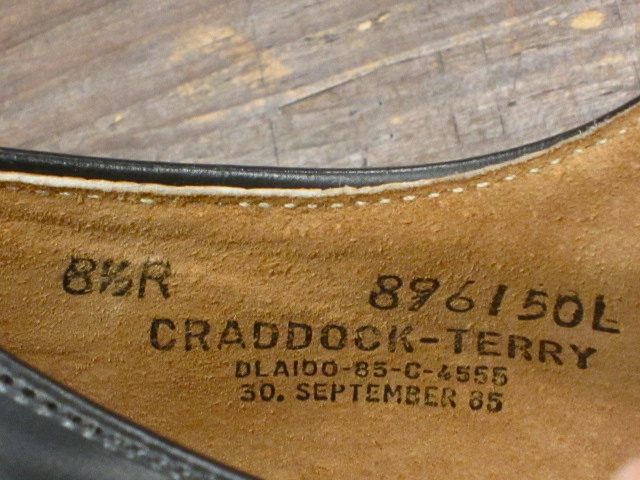 8½R 896150L
CRADDOCK-TERRY
DLA100-85-C-4555
30. SEPTEMBER 85